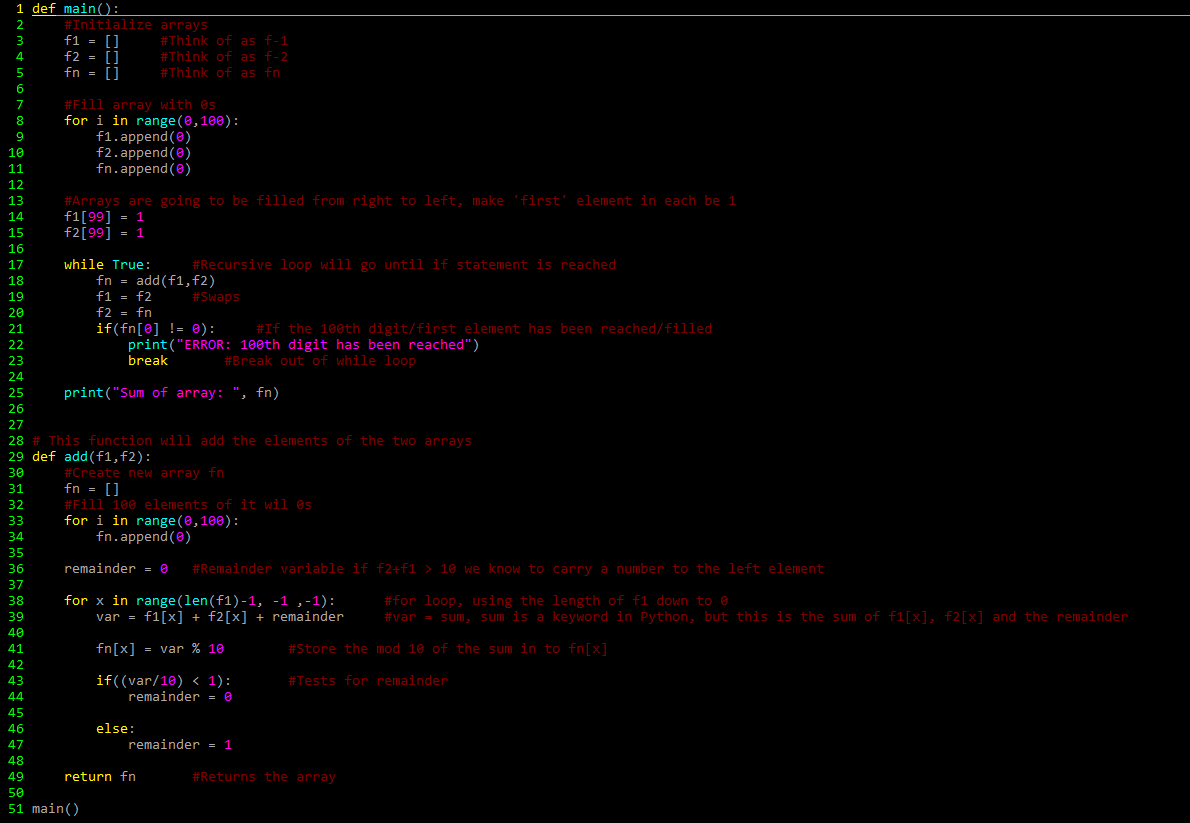 1 def main():
2     #Initialize arrays
3     f1 = []     #Think of as f-1
4     f2 = []     #Think of as f-2
5     fn = []     #Think of as fn
6
7     #Fill array with 0s
8     for i in range(0,100):
9         f1.append(0)
10         f2.append(0)
11         fn.append(0)
12
13     #Arrays are going to be filled from right to left, make 'first' element in each be 1
14     f1[99] = 1
15     f2[99] = 1
16
17     while True:     #Recursive loop will go until if statement is reached
18         fn = add(f1,f2)
19         f1 = f2     #Swaps
20         f2 = fn
21         if(fn[0] != 0):     #If the 100th digit/first element has been reached/filled
22             print("ERROR: 100th digit has been reached")
23             break       #Break out of while loop
24
25     print("Sum of array: ", fn)
26
27
28 # This function will add the elements of the two arrays
29 def add(f1,f2):
30     #Create new array fn
31     fn = []
32     #Fill 100 elements of it wil 0s
33     for i in range(0,100):
34         fn.append(0)
35
36     remainder = 0   #Remainder variable if f2+f1 > 10 we know to carry a number to the left element
37
38     for x in range(len(f1)-1, -1 ,-1):      #for loop, using the length of f1 down to 0
39         var = f1[x] + f2[x] + remainder     #var = sum, sum is a keyword in Python, but this is the sum of f1[x], f2[x] and the remainder
40
41         fn[x] = var % 10        #Store the mod 10 of the sum in to fn[x]
42
43         if((var/10) < 1):       #Tests for remainder
44             remainder = 0
45
46         else:
47             remainder = 1
48
49     return fn       #Returns the array
50
51 main()